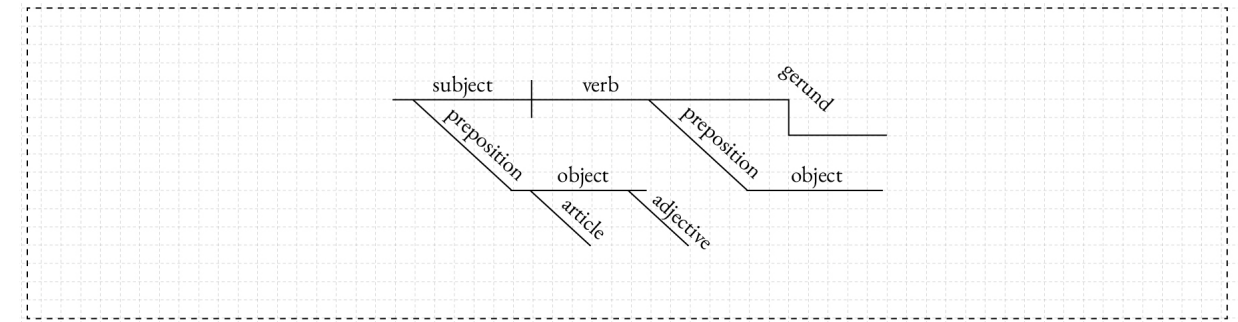 subject verb gerund
preposition preposition
object object
article adjective